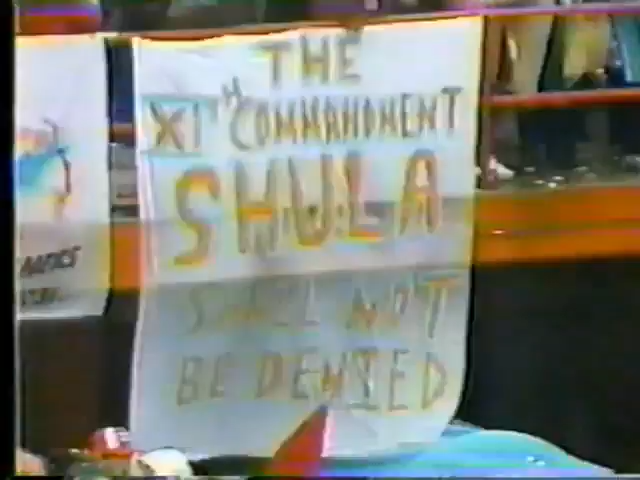 THE
XITH COMMANDMENT
SHULA
SHALL NOT
BE DENIED